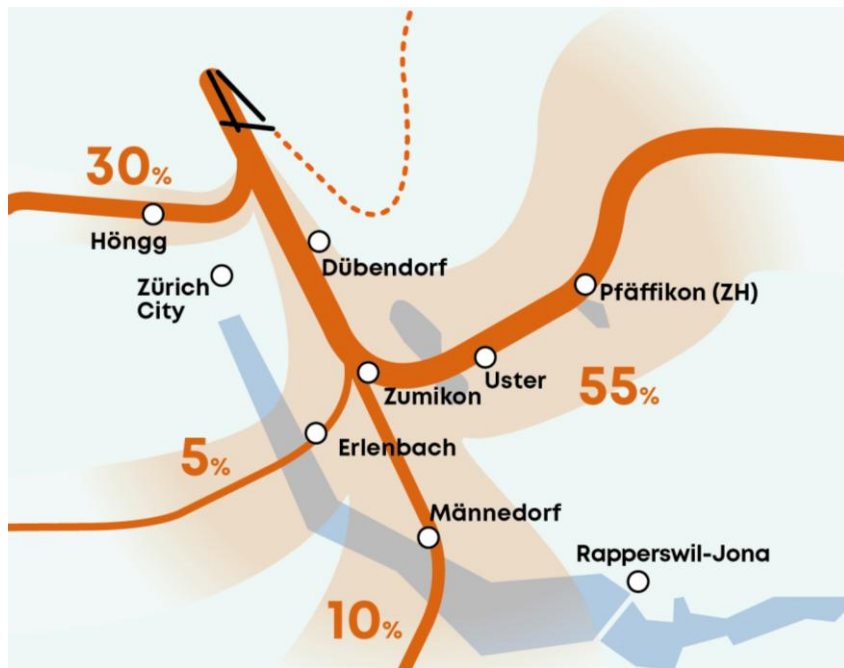 30%
Höngg
Dübendorf
Zürich
City
Pfäffikon (ZH)
Uster
Zumikon
55%
5%
Erlenbach
Männedorf
Rapperswil-Jona
10%